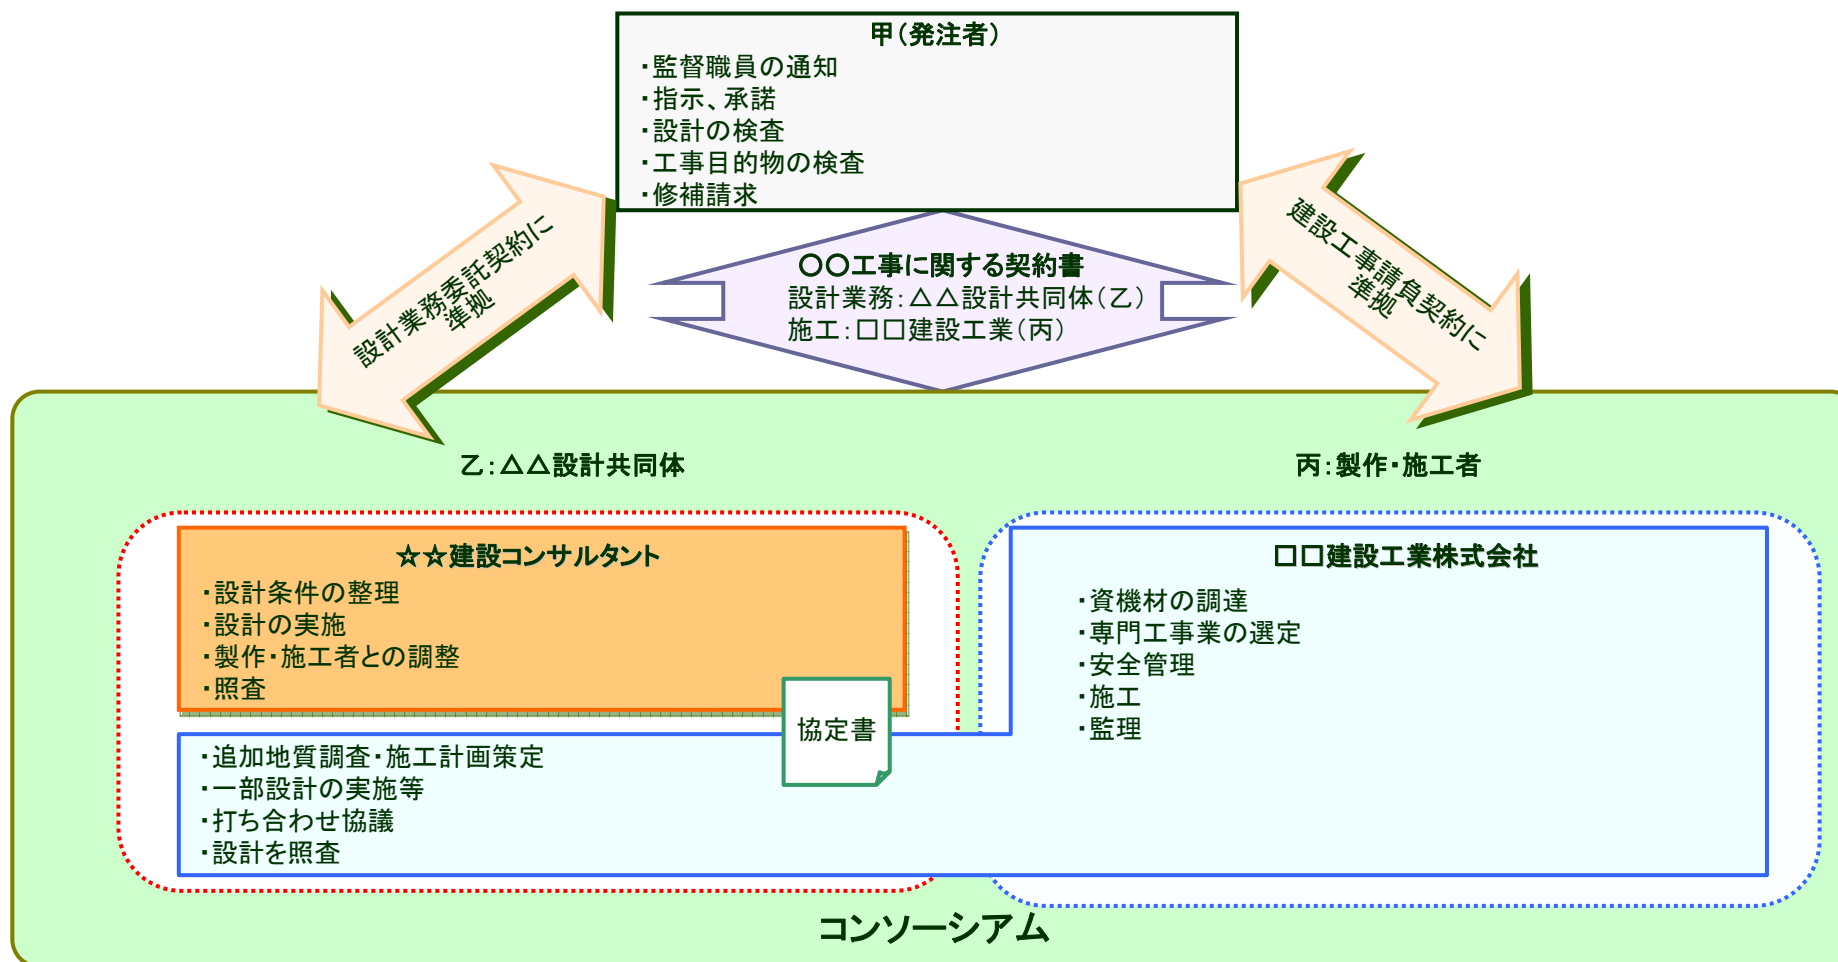 甲（発注者）
・監督職員の通知
・指示、承諾
・設計の検査
・工事目的物の検査
・修補請求
設計業務委託契約に
準拠
〇〇工事に関する契約書
設計業務：△△設計共同体（乙）
施工：□□建設工業（丙）
建設工事請負契約に
準拠
乙：△△設計共同体
丙：製作・施工者
☆☆建設コンサルタント
・設計条件の整理
・設計の実施
・製作・施工者との調整
・照査
協定書
・追加地質調査・施工計画策定
・一部設計の実施等
・打ち合わせ協議
・設計を照査
□□建設工業株式会社
・資機材の調達
・専門工事業の選定
・安全管理
・施工
・監理
コンソーシアム